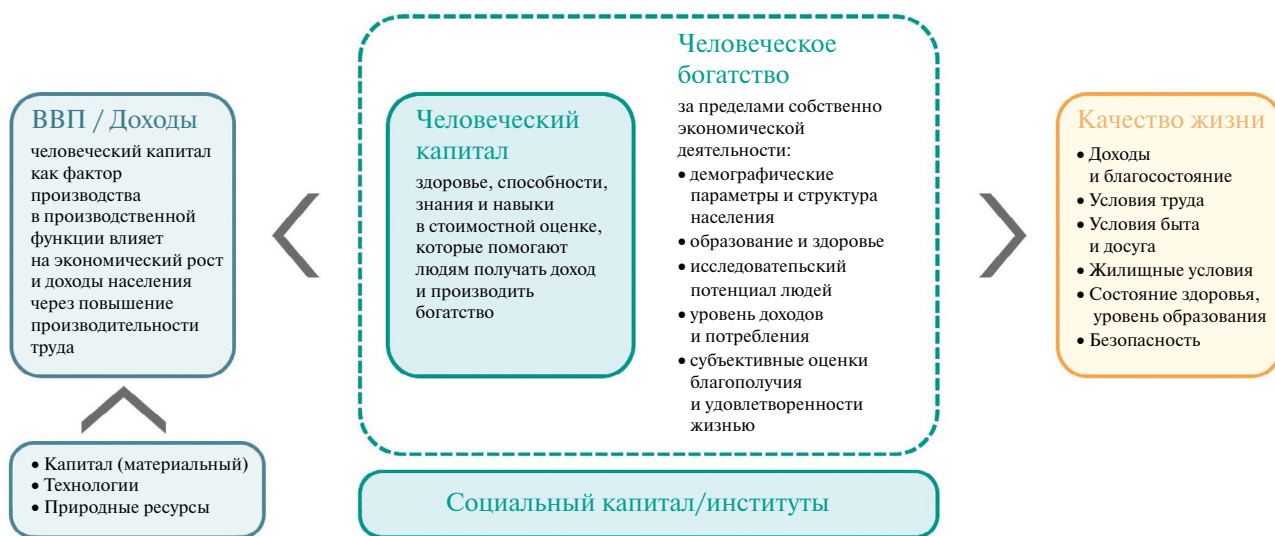 ВВП / Доходы
человеческий капитал
как фактор
производства
в производственной
функции влияет
на экономический рост
и доходы населения
через повышение
производительности
труда
• Капитал (материальный)
• Технологии
• Природные ресурсы
Человеческий
капитал
здоровье, способности,
знания и навыки
в стоимостной оценке,
которые помогают
людям получать доход
и производить
богатство
Человеческое
богатство
за пределами собственно
экономической
деятельности:
• демографические
параметры и структура
населения
• образование и здоровье
• исследоватепьский
потенциал людей
• уровень доходов
и потребления
• субъективные оценки
благополучия
и удовлетворенности
жизнью
Социальный капитал/институты
Качество жизни
• Доходы
и благосостояние
• Условия труда
• Условия быта
и досуга
• Жилищные условия
• Состояние здоровья,
уровень образования
• Безопасность